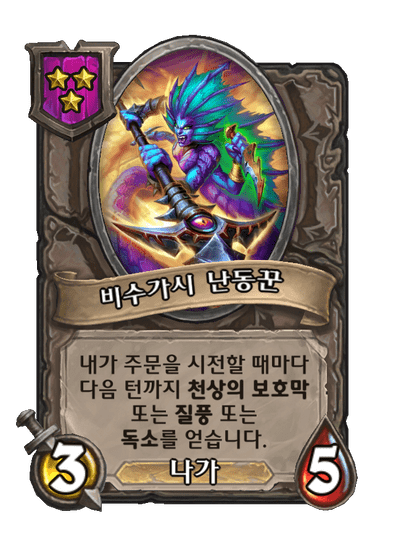 비수가시 난동꾼
내가 주문을 시전할 때마다
다음 턴까지 천상의 보호막
또는 질풍 또는
독소를 얻습니다.
3
나가
5